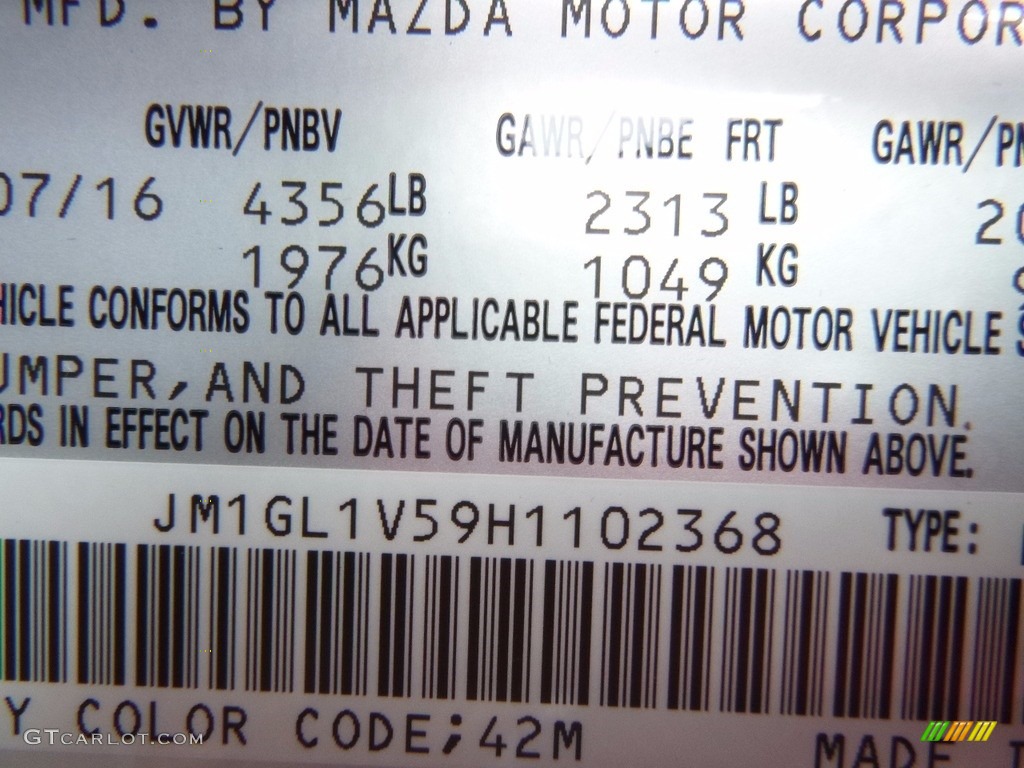 MFD. BY MAZDA MOTOR CORPOR
GVWR/PNBV GAWR/PNBE FRT GAWR/PN
07/16 4356LB 2313 LB 20
1976KG 1049 KG 9
HICLE CONFORMS TO ALL APPLICABLE FEDERAL MOTOR VEHICLE S
UMPER, AND THEFT PREVENTION.
RDS IN EFFECT ON THE DATE OF MANUFACTURE SHOWN ABOVE.
JM1GL1V59H1102368 TYPE:
Y COLOR CODE;42M
MADE I
GTCARLOT.COM